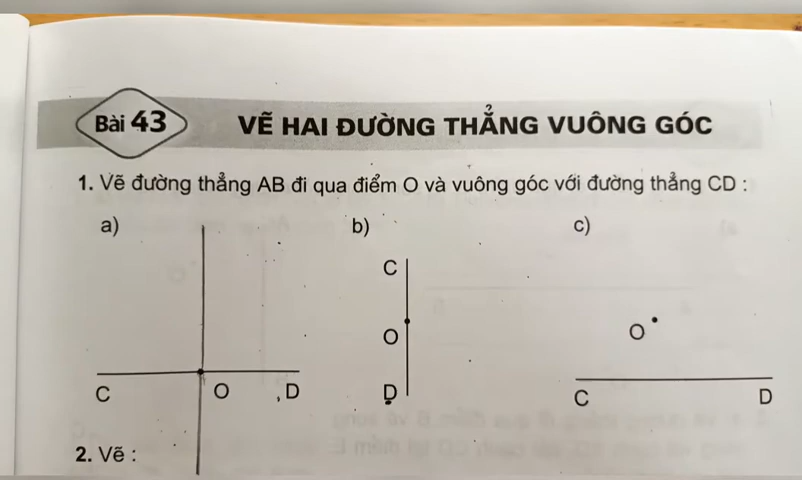 Bài 43
VẼ HAI ĐƯỜNG THẲNG VUÔNG GÓC
1. Vẽ đường thẳng AB đi qua điểm O và vuông góc với đường thẳng CD :
a) b) c)
C
O
O
C O D
D
C D
2. Vẽ :